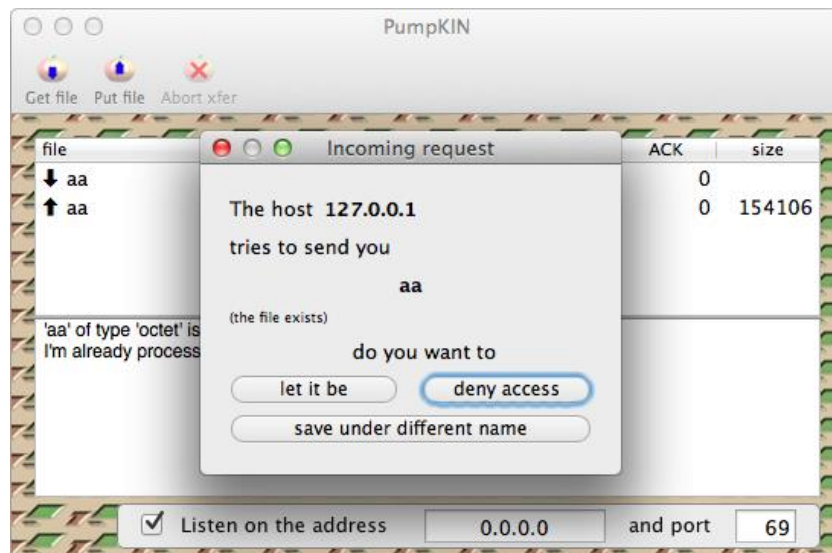 PumpKIN
Get file Put file Abort xfer
file ACK size
aa 0
aa 0 154106
Incoming request
The host 127.0.0.1
tries to send you
aa
(the file exists)
do you want to
let it be deny access
save under different name
'aa' of type 'octet' is
I'm already process
Listen on the address 0.0.0.0 and port 69